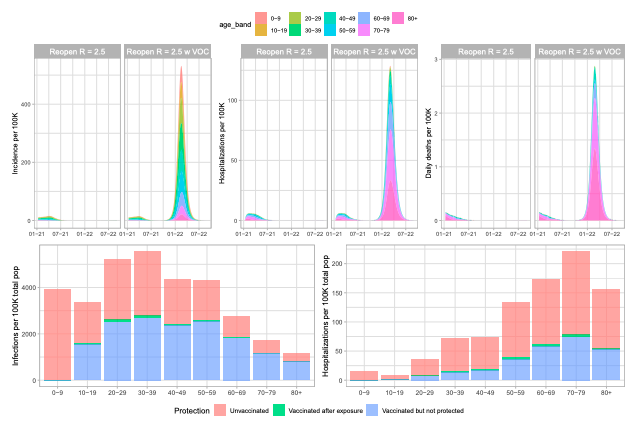 age_band
0−9 20−29 40−49 60−69 80+
10−19 30−39 50−59 70−79
Reopen R = 2.5 Reopen R = 2.5 w VOC
Incidence per 100K
400
200
0
01−21 07−21 01−22 07−22 01−21 07−21 01−22 07−22
Reopen R = 2.5 Reopen R = 2.5 w VOC
Hospitalizations per 100K
100
50
0
01−21 07−21 01−22 07−22 01−21 07−21 01−22 07−22
Reopen R = 2.5 Reopen R = 2.5 w VOC
Daily deaths per 100K
3
2
1
0
01−21 07−21 01−22 07−22 01−21 07−21 01−22 07−22
Infections per 100K total pop
4000
2000
0
0−9 10−19 20−29 30−39 40−49 50−59 60−69 70−79 80+
Hospitalizations per 100K total pop
200
150
100
50
0
0−9 10−19 20−29 30−39 40−49 50−59 60−69 70−79 80+
Protection Unvaccinated Vaccinated after exposure Vaccinated but not protected